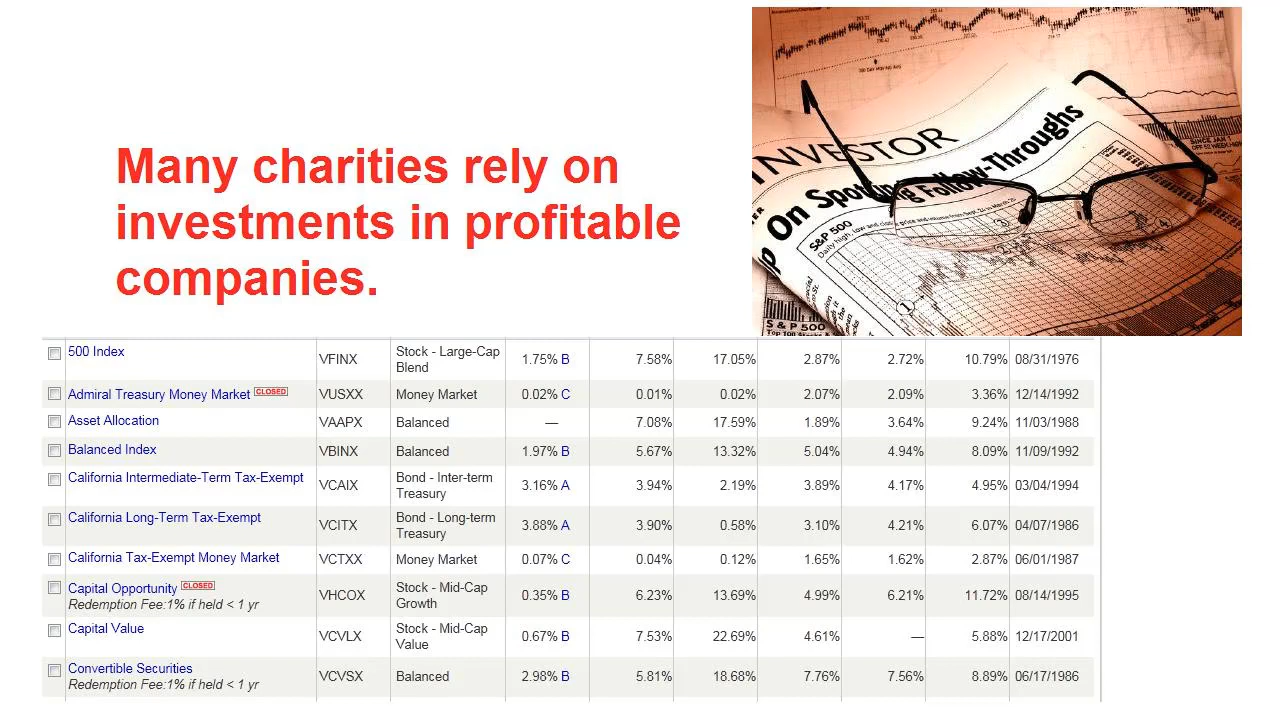 Many charities rely on
investments in profitable
companies.
INVESTOR
On Spotting Follow-Throughs
S&P 500
S & P 500
500 Index VFINX Stock - Large-Cap Blend 1.75% B 7.58% 17.05% 2.87% 2.72% 10.79% 08/31/1976
Admiral Treasury Money Market CLOSED VUSXX Money Market 0.02% C 0.01% 0.02% 2.07% 2.09% 3.36% 12/14/1992
Asset Allocation VAAPX Balanced — 7.08% 17.59% 1.89% 3.64% 9.24% 11/03/1988
Balanced Index VBINX Balanced 1.97% B 5.67% 13.32% 5.04% 4.94% 8.09% 11/09/1992
California Intermediate-Term Tax-Exempt VCAIX Bond - Inter-term Treasury 3.16% A 3.94% 2.19% 3.89% 4.17% 4.95% 03/04/1994
California Long-Term Tax-Exempt VCITX Bond - Long-term Treasury 3.88% A 3.90% 0.58% 3.10% 4.21% 6.07% 04/07/1986
California Tax-Exempt Money Market VCTXX Money Market 0.07% C 0.04% 0.12% 1.65% 1.62% 2.87% 06/01/1987
Capital Opportunity CLOSED VHCOX Stock - Mid-Cap Growth 0.35% B 6.23% 13.69% 4.99% 6.21% 11.72% 08/14/1995
Redemption Fee:1% if held < 1 yr
Capital Value VCVLX Stock - Mid-Cap Value 0.67% B 7.53% 22.69% 4.61% — 5.88% 12/17/2001
Convertible Securities VCVSX Balanced 2.98% B 5.81% 18.68% 7.76% 7.56% 8.89% 06/17/1986
Redemption Fee:1% if held < 1 yr